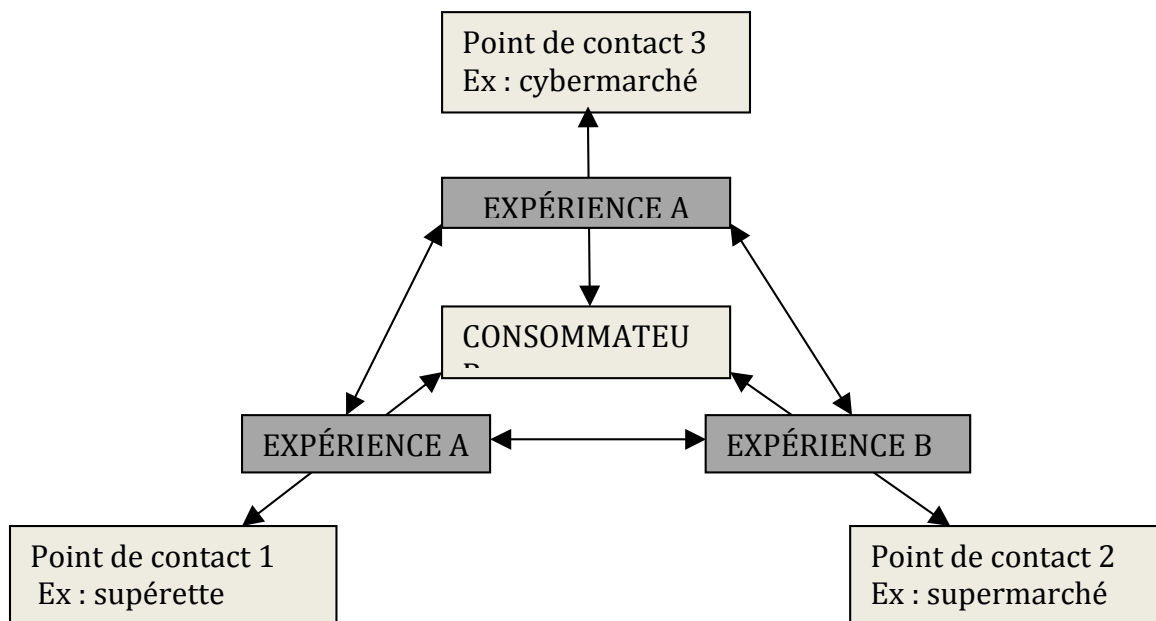 Point de contact 3
Ex : cybermarché
EXPÉRIENCE A
CONSOMMATEU
EXPÉRIENCE A
EXPÉRIENCE B
Point de contact 1
Ex : supérette
Point de contact 2
Ex : supermarché